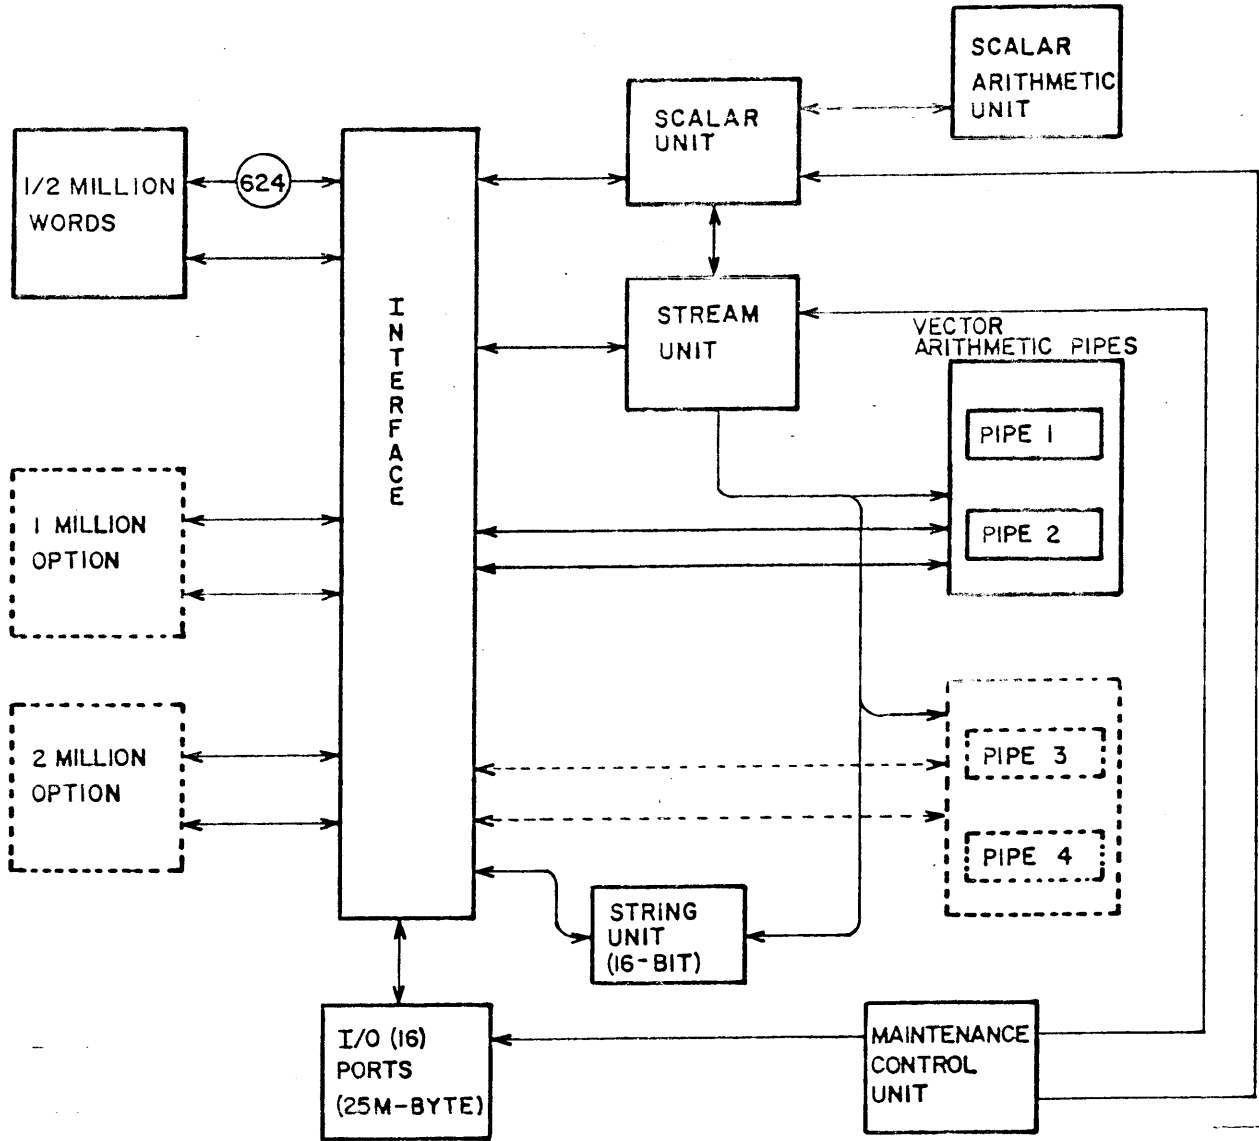 SCALAR
ARITHMETIC
UNIT
SCALAR
UNIT
1/2 MILLION
WORDS
624
INTERFACE
STREAM
UNIT
VECTOR
ARITHMETIC PIPES
PIPE 1
PIPE 2
1 MILLION
OPTION
2 MILLION
OPTION
PIPE 3
PIPE 4
STRING
UNIT
(16-BIT)
I/O (16)
PORTS
(25M-BYTE)
MAINTENANCE
CONTROL
UNIT